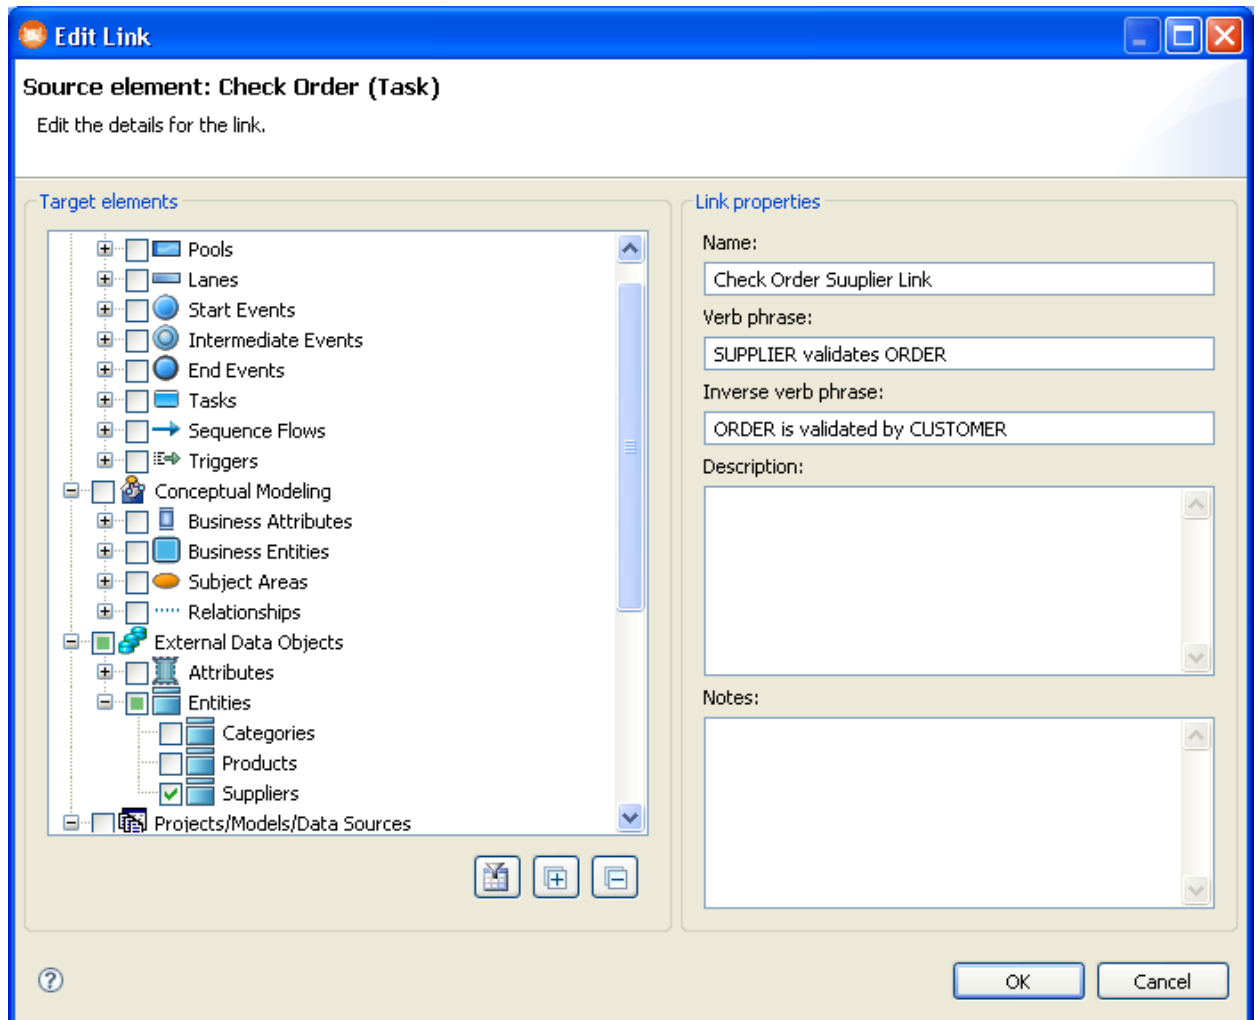 Edit Link
Source element: Check Order (Task)
Edit the details for the link.
Target elements
Pools
Lanes
Start Events
Intermediate Events
End Events
Tasks
Sequence Flows
Triggers
Conceptual Modeling
Business Attributes
Business Entities
Subject Areas
Relationships
External Data Objects
Attributes
Entities
Categories
Products
Suppliers
Projects/Models/Data Sources
Link properties
Name:
Check Order Suuplier Link
Verb phrase:
SUPPLIER validates ORDER
Inverse verb phrase:
ORDER is validated by CUSTOMER
Description:
Notes:
OK
Cancel